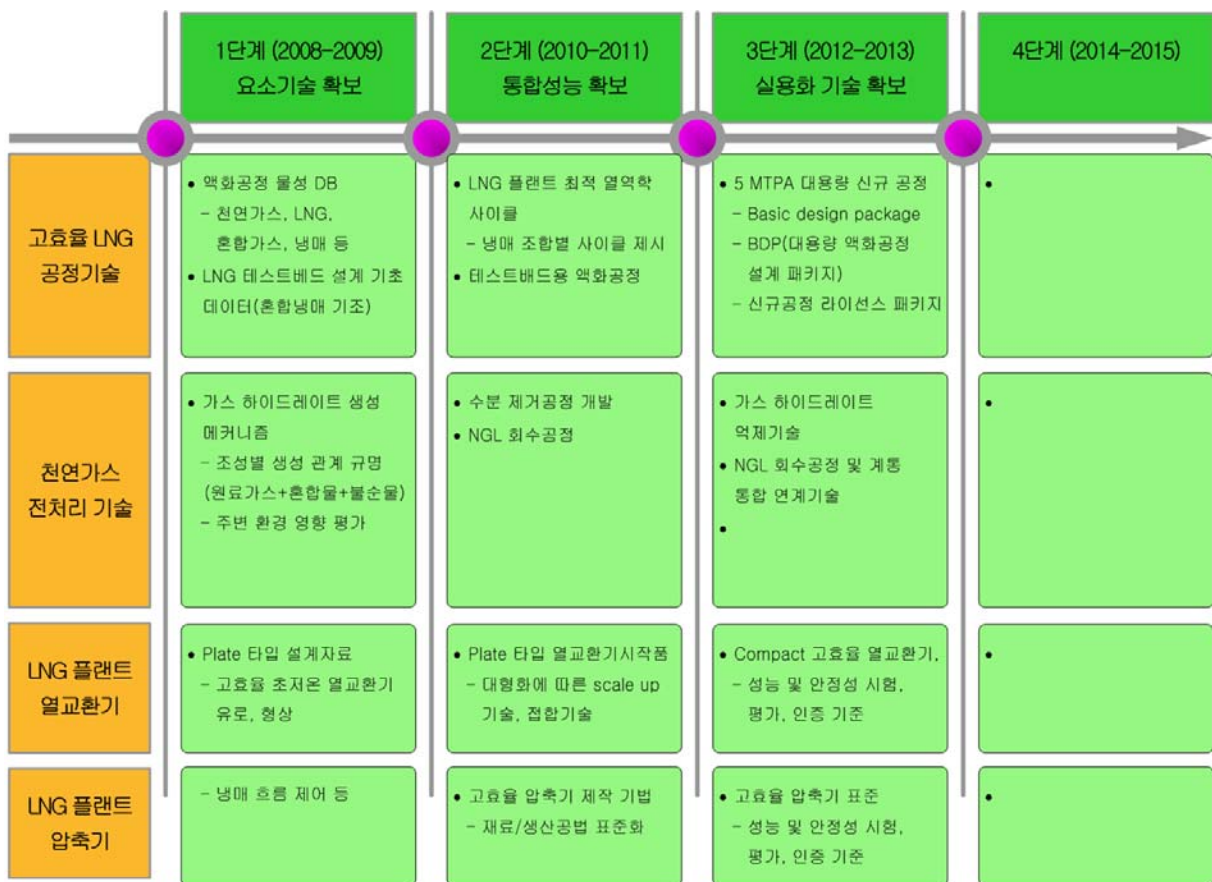 1단계 (2008-2009)
요소기술 확보
2단계 (2010-2011)
통합성능 확보
3단계 (2012-2013)
실용화 기술 확보
4단계 (2014-2015)
고효율 LNG
공정기술
• 액화공정 물성 DB
- 천연가스, LNG,
혼합가스, 냉매 등
• LNG 테스트베드 설계 기초
데이터(혼합냉매 기조)
• LNG 플랜트 최적 열역학
사이클
- 냉매 조합별 사이클 제시
• 테스트배드용 액화공정
• 5 MTPA 대용량 신규 공정
- Basic design package
- BDP(대용량 액화공정
설계 패키지)
- 신규공정 라이선스 패키지
•
천연가스
전처리 기술
• 가스 하이드레이트 생성
메커니즘
- 조성별 생성 관계 규명
(원료가스+혼합물+불순물)
- 주변 환경 영향 평가
• 수분 제거공정 개발
• NGL 회수공정
• 가스 하이드레이트
억제기술
• NGL 회수공정 및 계통
통합 연계기술
•
•
LNG 플랜트
열교환기
• Plate 타입 설계자료
- 고효율 초저온 열교환기
유로, 형상
• Plate 타입 열교환기시작품
- 대형화에 따른 scale up
기술, 접합기술
• Compact 고효율 열교환기,
- 성능 및 안정성 시험,
평가, 인증 기준
•
LNG 플랜트
압축기
- 냉매 흐름 제어 등
• 고효율 압축기 제작 기법
- 재료/생산공법 표준화
• 고효율 압축기 표준
- 성능 및 안정성 시험,
평가, 인증 기준
•